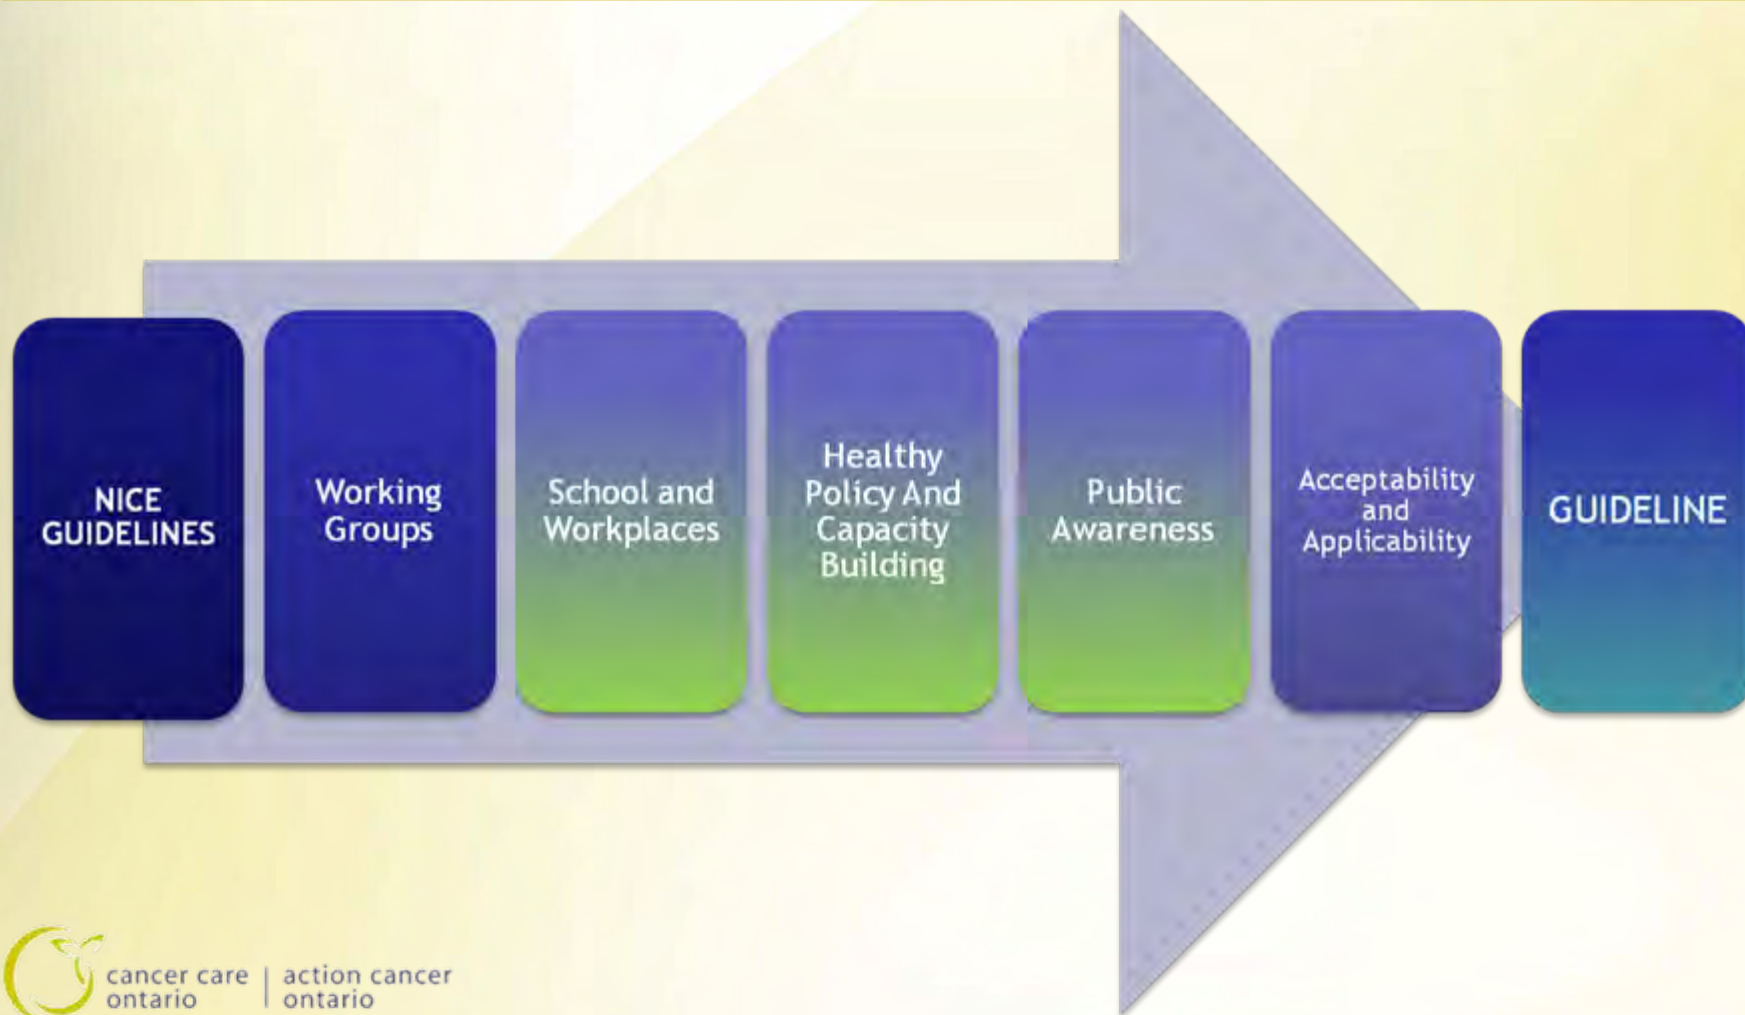 NICE
GUIDELINES
Working
Groups
School and
Workplaces
Healthy
Policy And
Capacity
Building
Public
Awareness
Acceptability
and
Applicability
GUIDELINE
cancer care
ontario
action cancer
ontario